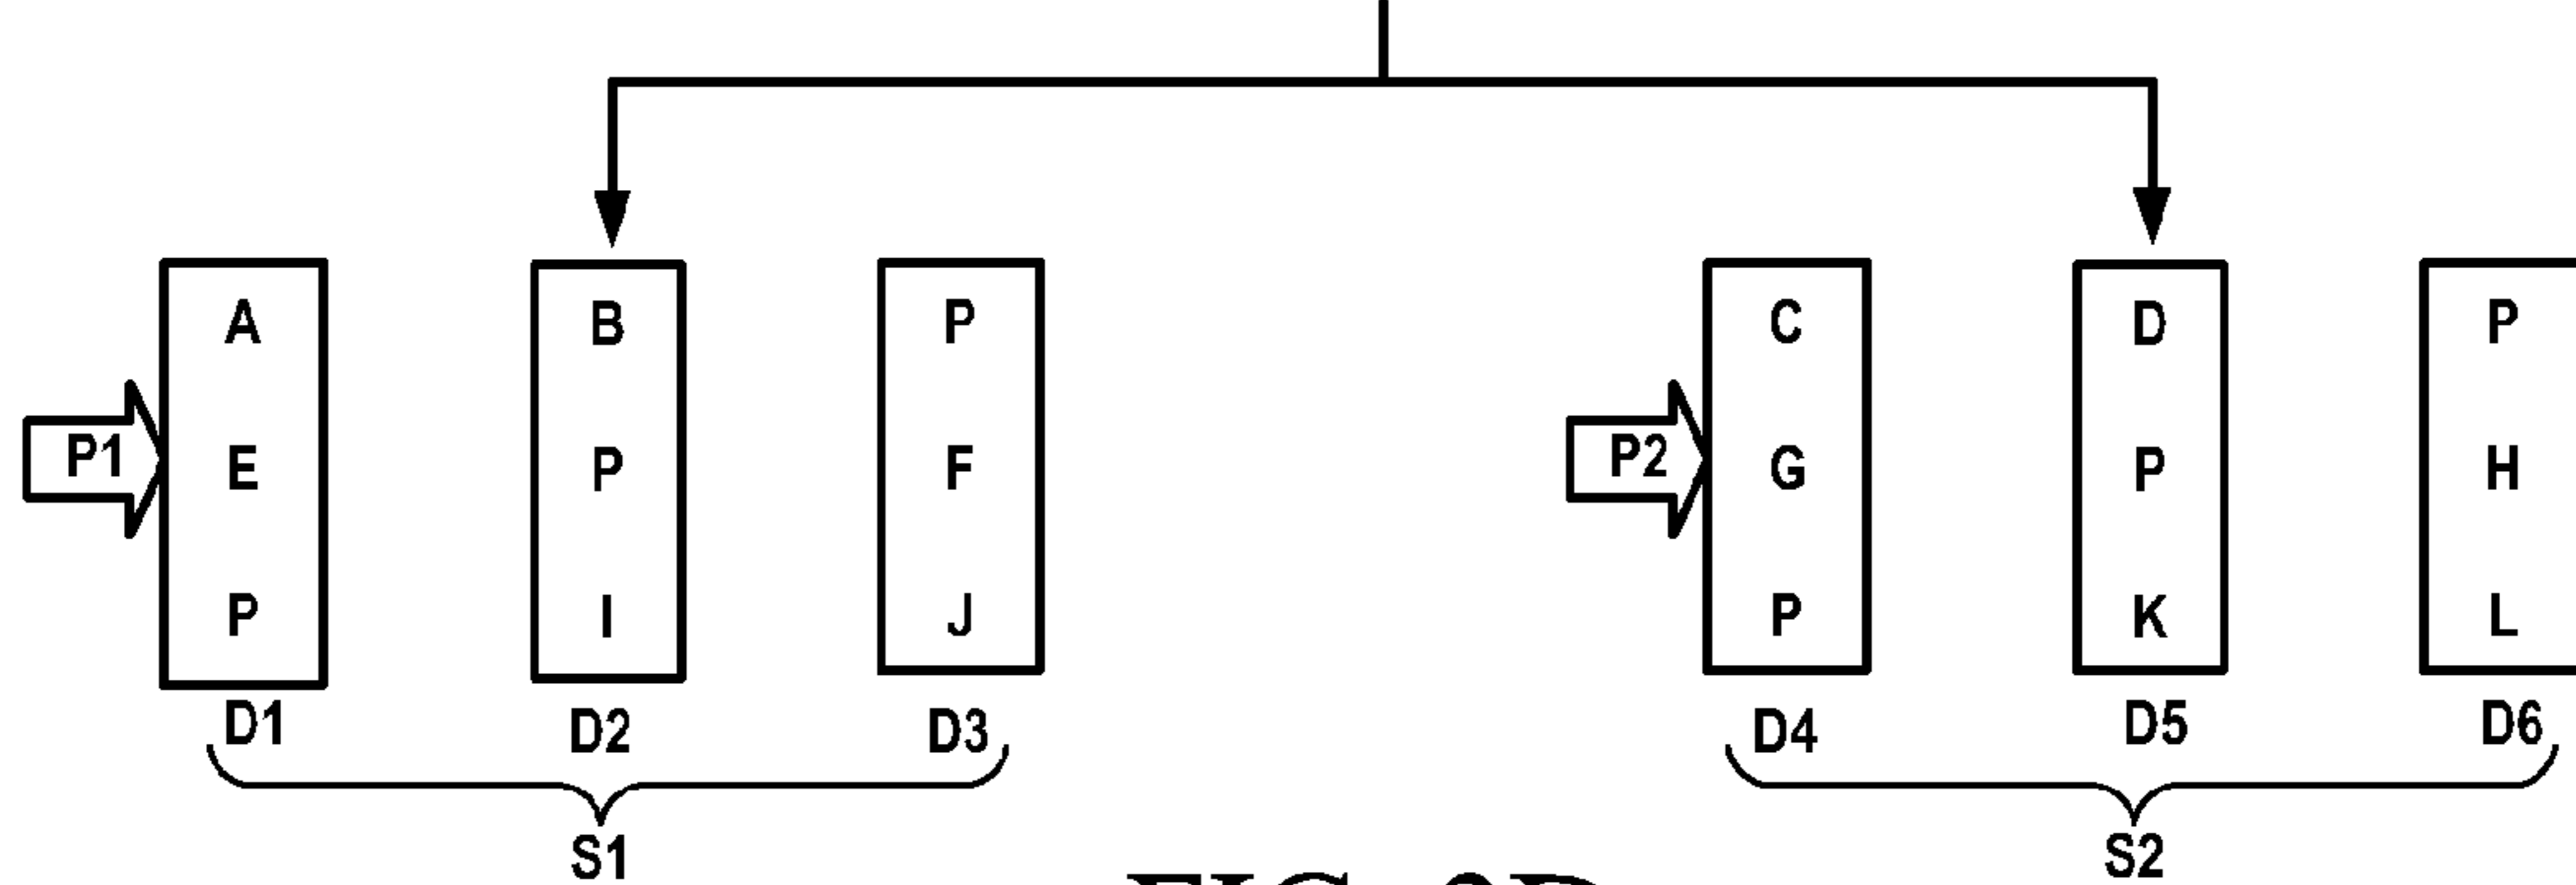 A B P C D P
P1 E P F P2 G P H
P I J P K L
D1 D2 D3 D4 D5 D6
S1 S2